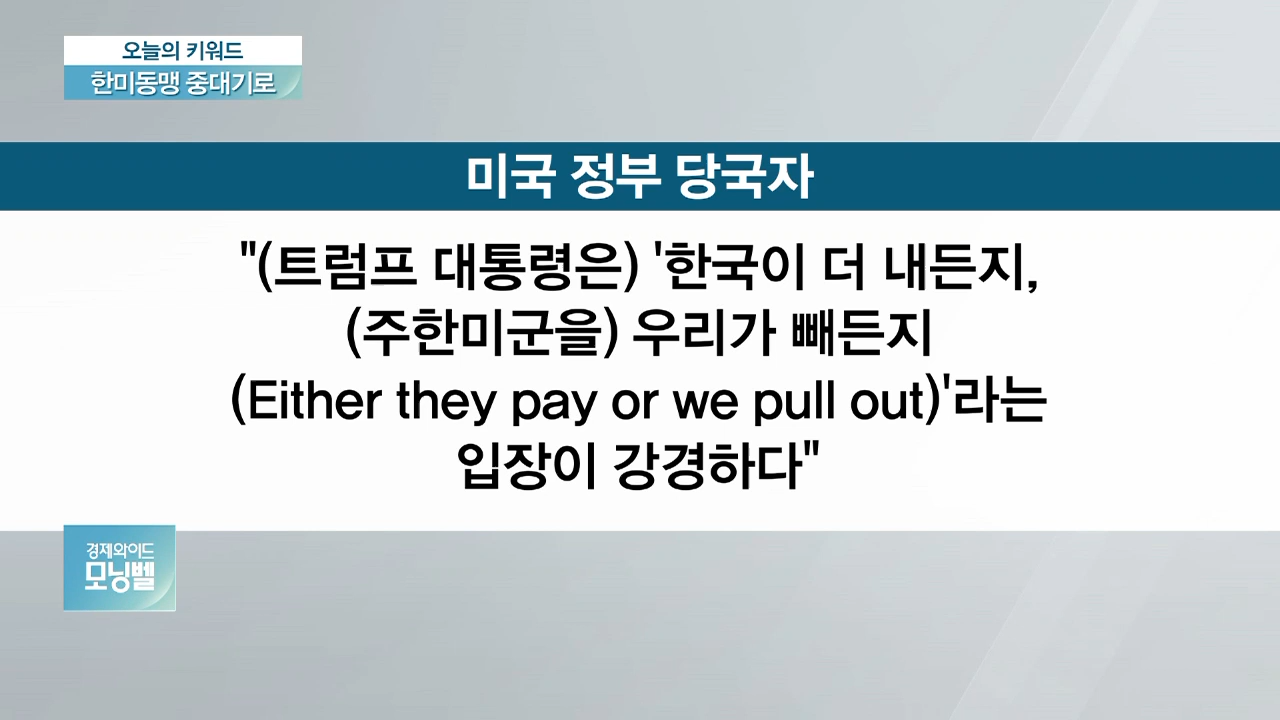 오늘의 키워드
한미동맹 중대기로
미국 정부 당국자
"(트럼프 대통령은) '한국이 더 내든지,
(주한미군을) 우리가 빼든지
(Either they pay or we pull out)'라는
입장이 강경하다"
경제와이드
모닝벨